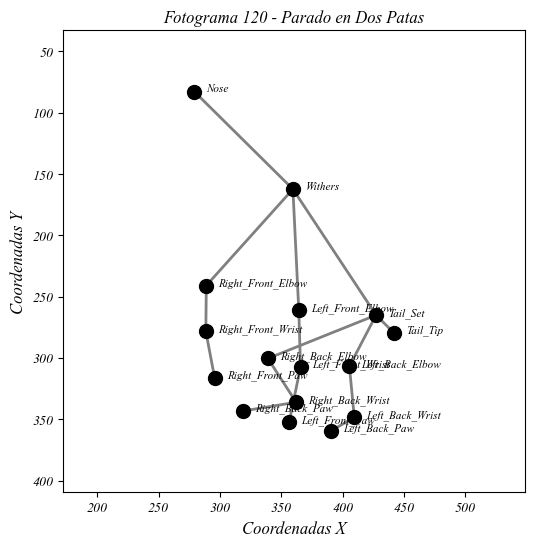 Fotograma 120 - Parado en Dos Patas
50
Nose
100
150
Withers
Coordenadas Y
200
Right_Front_Elbow
250
Left_Front_Elbow
Tail_Set
Right_Front_Wrist
Tail_Tip
300
Right_Back_Elbow
Left_Front_Wrist
Left_Back_Elbow
Right_Front_Paw
Right_Back_Wrist
350
Right_Back_Paw
Left_Back_Wrist
Left_Front_Paw
Left_Back_Paw
400
200 250 300 350 400 450 500
Coordenadas X